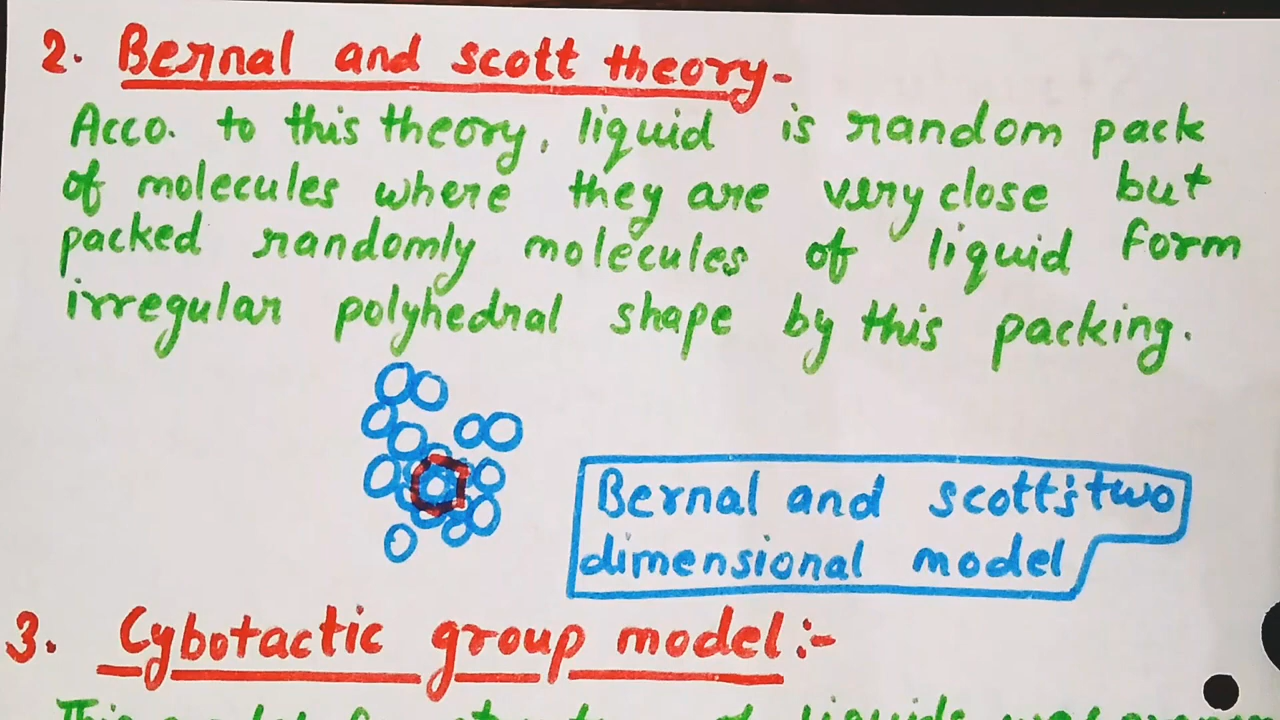 2. Bernal and scott theory-
Acco. to this theory, liquid is random pack
of molecules where they are very close but
packed randomly molecules of liquid form
irregular polyhedral shape by this packing.
Bernal and scott's two
dimensional model
3. Cybotactic group model:-
of liquids